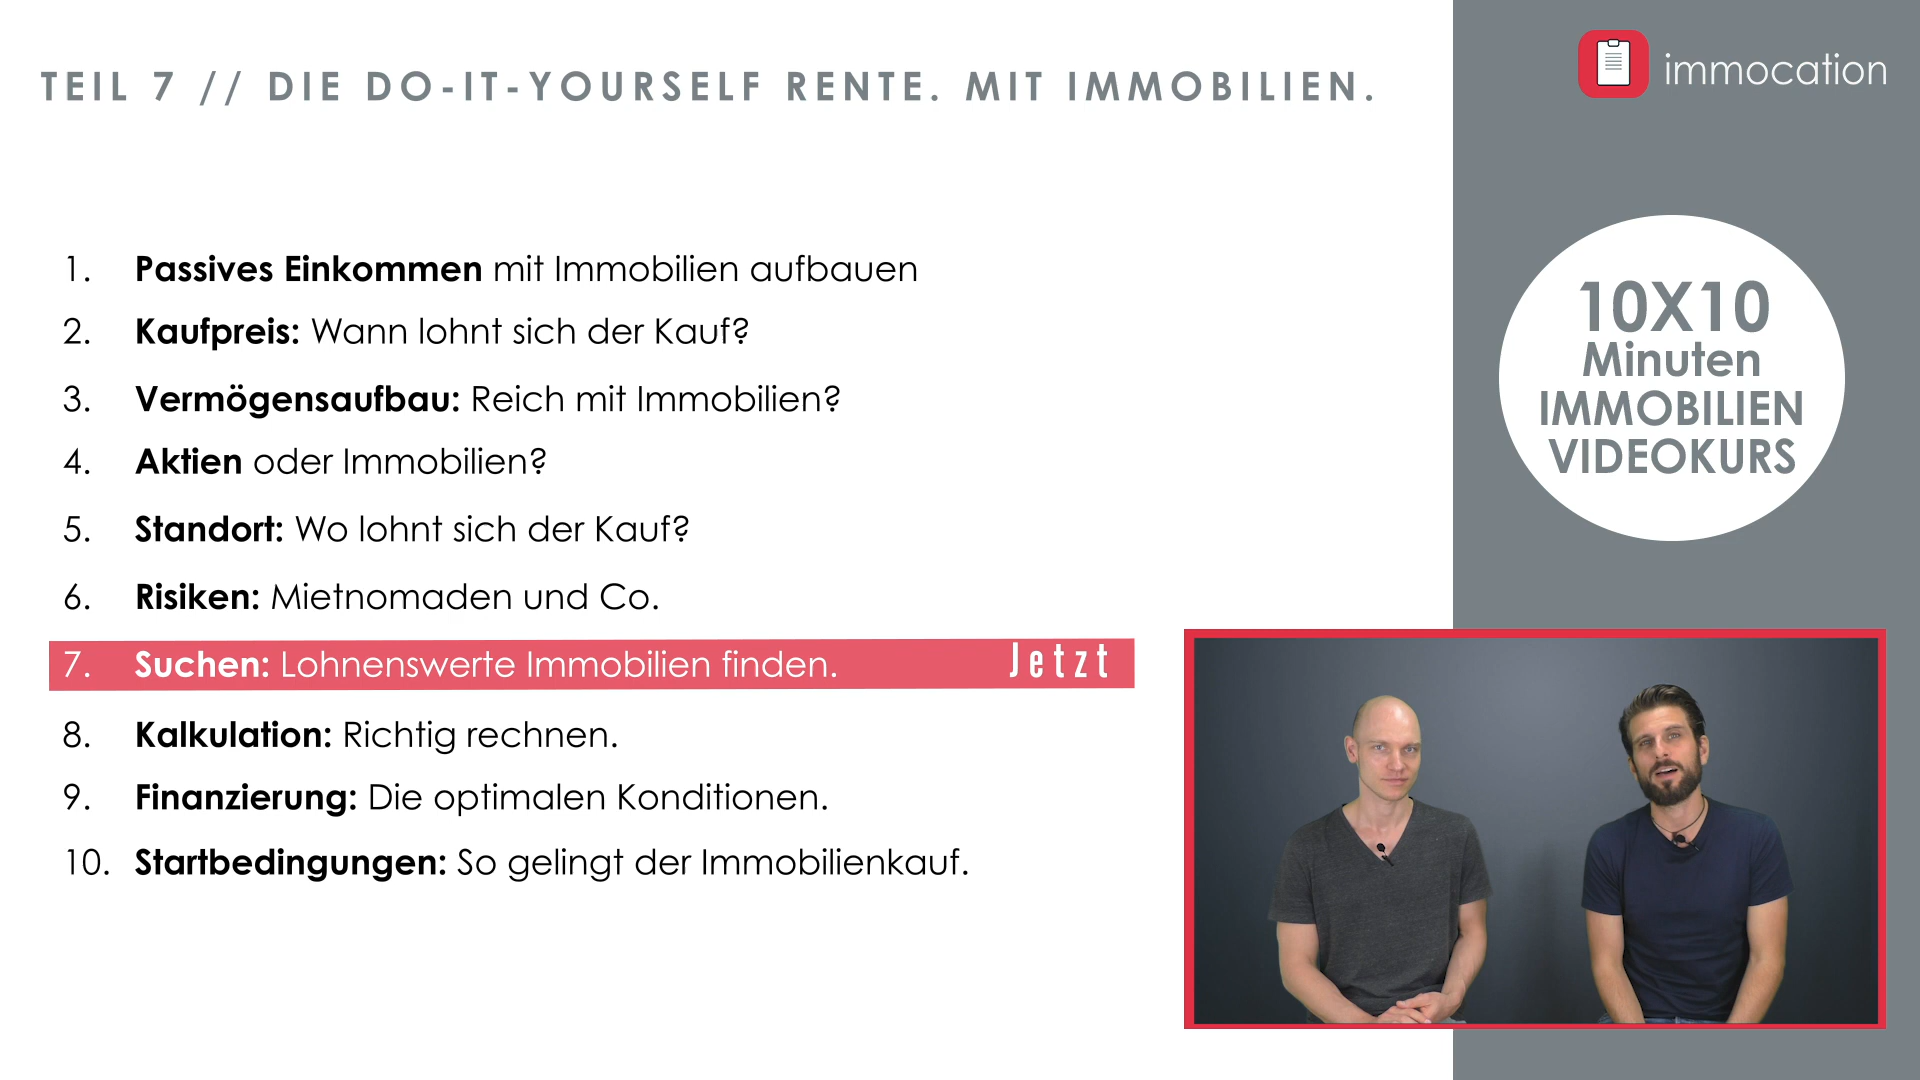 TEIL 7 // DIE DO-IT-YOURSELF RENTE. MIT IMMOBILIEN.
immocation
1. Passives Einkommen mit Immobilien aufbauen
2. Kaufpreis: Wann lohnt sich der Kauf?
3. Vermögensaufbau: Reich mit Immobilien?
4. Aktien oder Immobilien?
5. Standort: Wo lohnt sich der Kauf?
6. Risiken: Mietnomaden und Co.
7. Suchen: Lohnenswerte Immobilien finden. Jetzt
8. Kalkulation: Richtig rechnen.
9. Finanzierung: Die optimalen Konditionen.
10. Startbedingungen: So gelingt der Immobilienkauf.
10X10
Minuten
IMMOBILIEN
VIDEOKURS